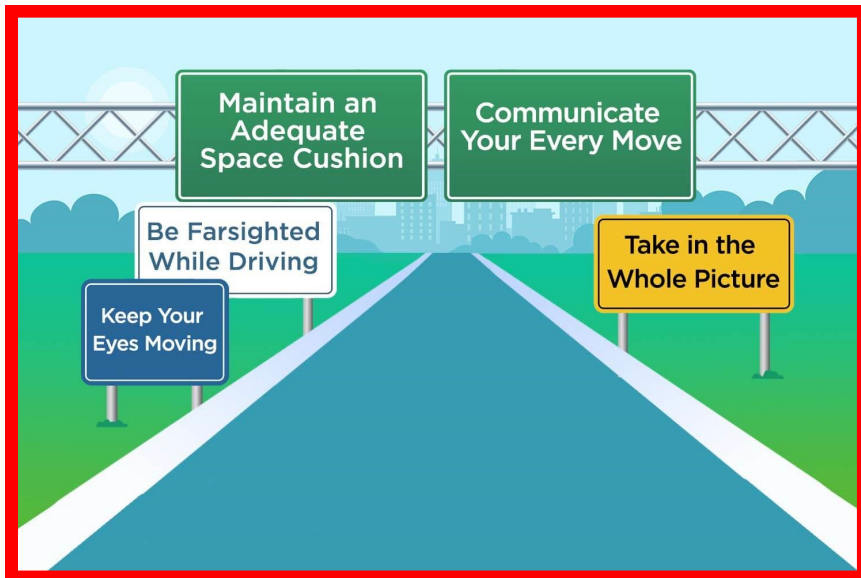 Maintain an
Adequate
Space Cushion
Communicate
Your Every Move
Be Farsighted
While Driving
Take in the
Whole Picture
Keep Your
Eyes Moving